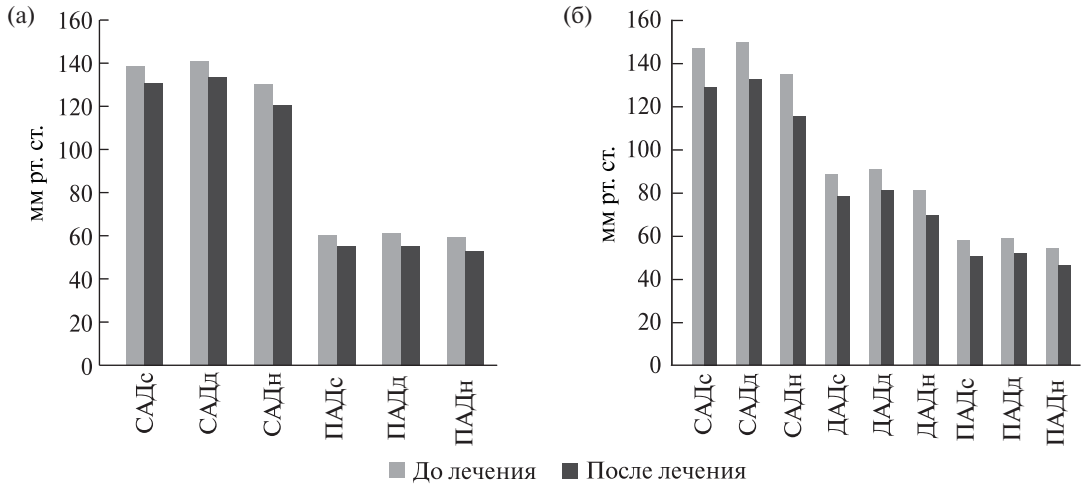 (а)
мм рт. ст.
160
140
120
100
80
60
40
20
0
САДс
САДд
САДн
ПАДс
ПАДд
ПАДн
(б)
мм рт. ст.
160
140
120
100
80
60
40
20
0
САДс
САДд
САДн
ДАДс
ДАДд
ДАДн
ПАДс
ПАДд
ПАДн
До лечения После лечения